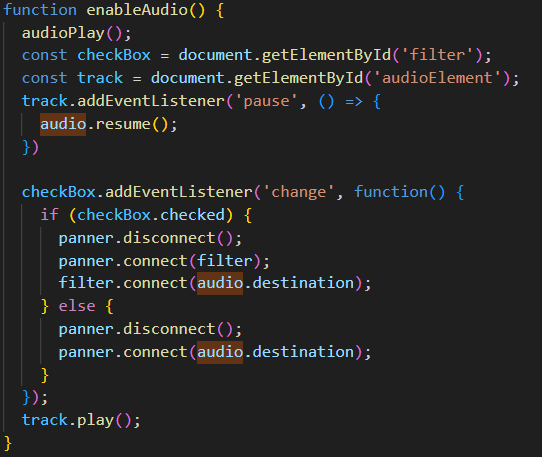 function enableAudio() {
  audioPlay();
  const checkBox = document.getElementById('filter');
  const track = document.getElementById('audioElement');
  track.addEventListener('pause', () => {
    audio.resume();
  })

  checkBox.addEventListener('change', function() {
    if (checkBox.checked) {
      panner.disconnect();
      panner.connect(filter);
      filter.connect(audio.destination);
    } else {
      panner.disconnect();
      panner.connect(audio.destination);
    }
  });
  track.play();
}